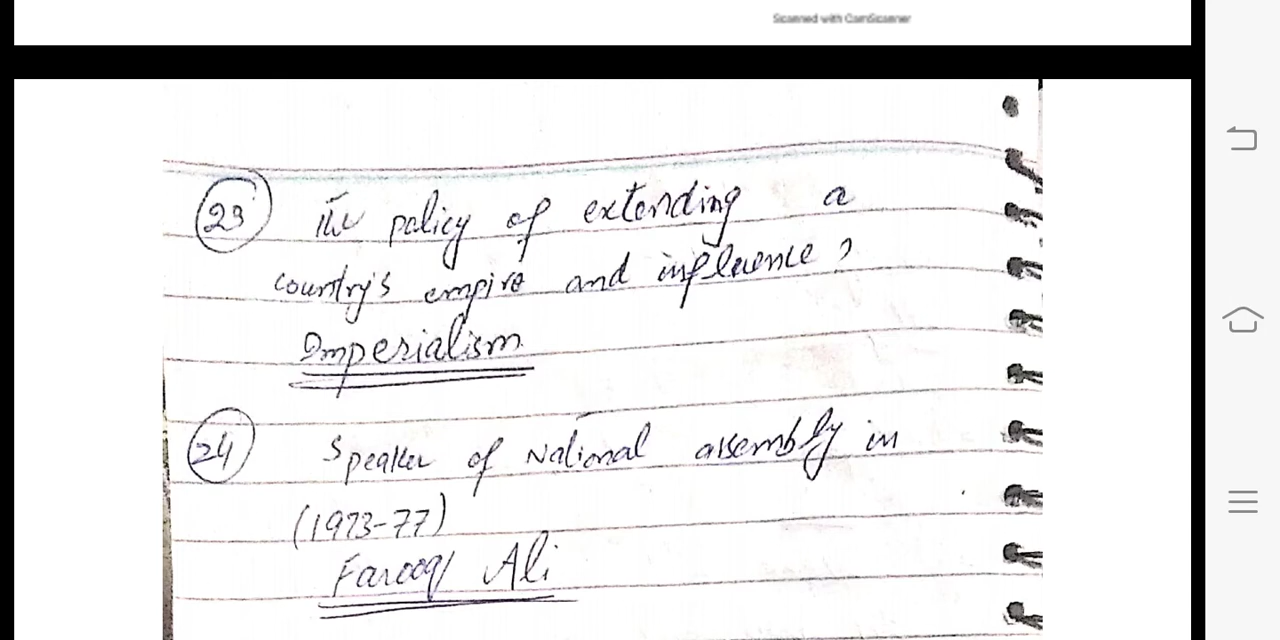 Scanned with CamScanner
23 The policy of extending a
country's empire and influence?
Imperialism
24 Speaker of National assembly in
(1973-77)
Farooq Ali